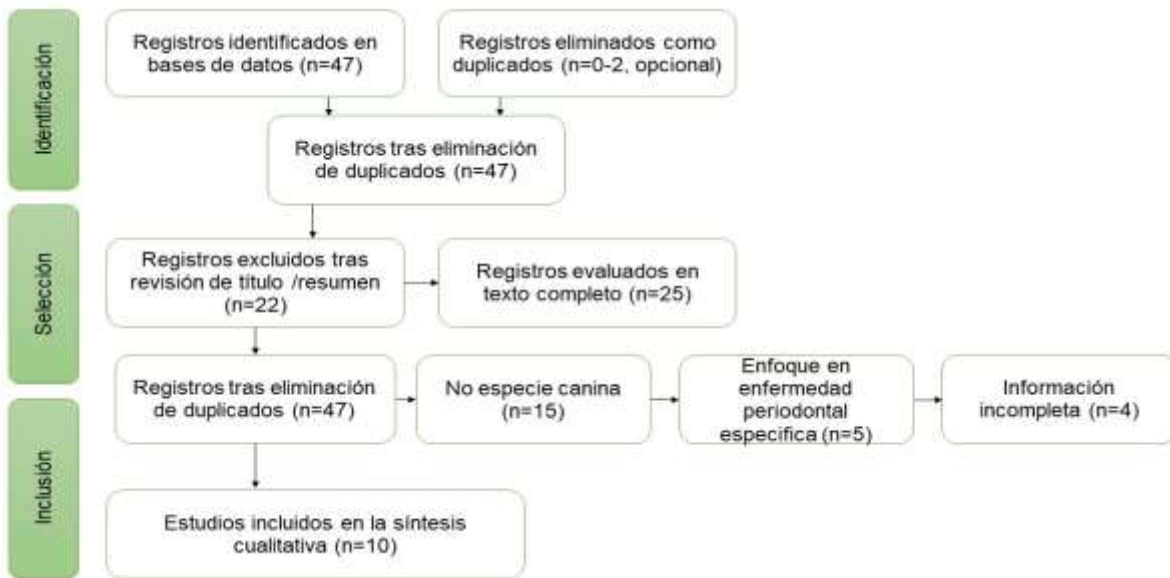 Identificación
Registros identificados en
bases de datos (n=47)
Registros eliminados como
duplicados (n=0-2, opcional)
Registros tras eliminación
de duplicados (n=47)
Selección
Registros excluidos tras
revisión de título /resumen
(n=22)
Registros evaluados en
texto completo (n=25)
Registros tras eliminación
de duplicados (n=47)
No especie canina
(n=15)
Enfoque en
enfermedad
periodontal
especifica (n=5)
Información
incompleta (n=4)
Inclusión
Estudios incluidos en la síntesis
cualitativa (n=10)